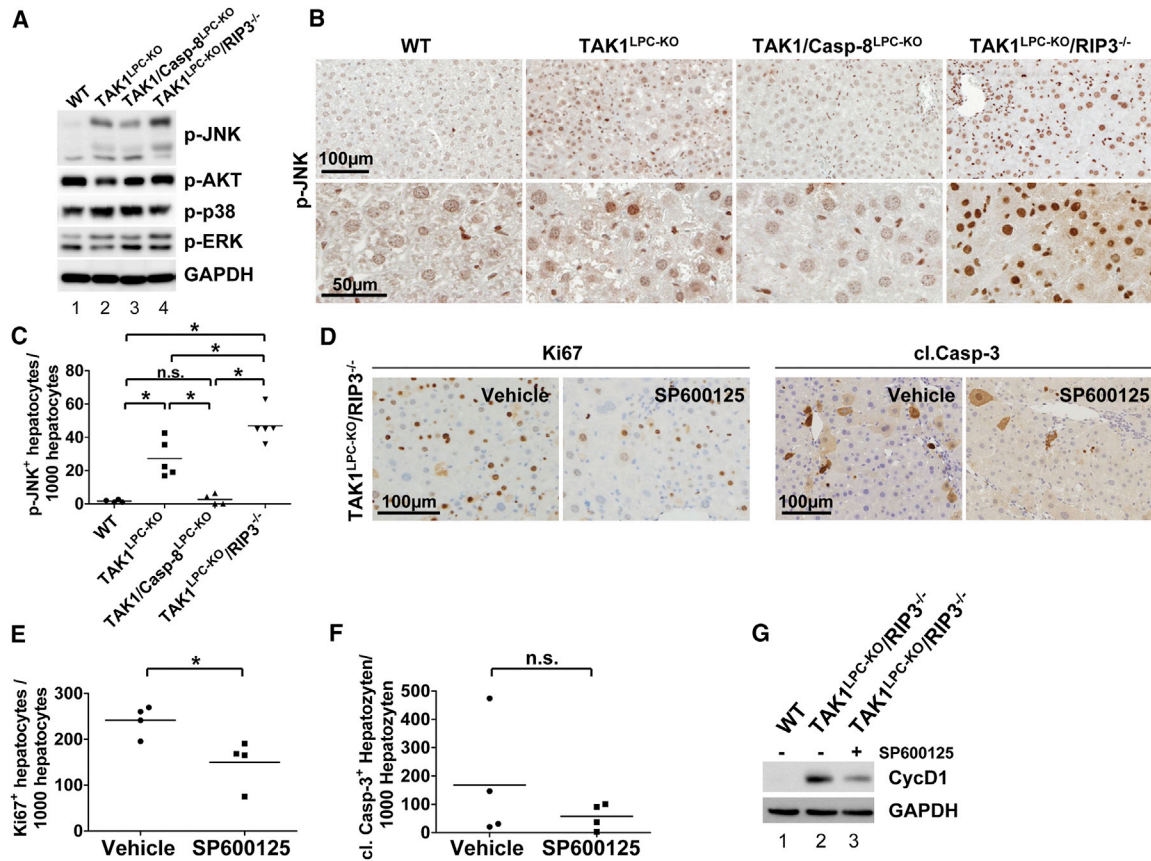 A
WT
TAK1LPC-KO
TAK1/Casp-8LPC-KO
TAK1LPC-KO/RIP3-/-
p-JNK
p-AKT
p-p38
p-ERK
GAPDH
1 2 3 4
B
WT TAK1LPC-KO TAK1/Casp-8LPC-KO TAK1LPC-KO/RIP3-/-
p-JNK
100µm
50µm
C
p-JNK+ hepatocytes/
1000 hepatocytes
80
60
40
20
0
*
*
n.s.
*
*
*
WT
TAK1LPC-KO
TAK1/Casp-8LPC-KO
TAK1LPC-KO/RIP3-/-
D
Ki67 cl.Casp-3
TAK1LPC-KO/RIP3-/-
Vehicle SP600125 Vehicle SP600125
100µm 100µm
E
Ki67+ hepatocytes /
1000 hepatocytes
300
200
100
0
*
Vehicle SP600125
F
cl. Casp-3+ Hepatozyten/
1000 Hepatozyten
500
400
300
200
100
0
n.s.
Vehicle SP600125
G
WT
TAK1LPC-KO/RIP3-/-
TAK1LPC-KO/RIP3-/-
- - + SP600125
CycD1
GAPDH
1 2 3